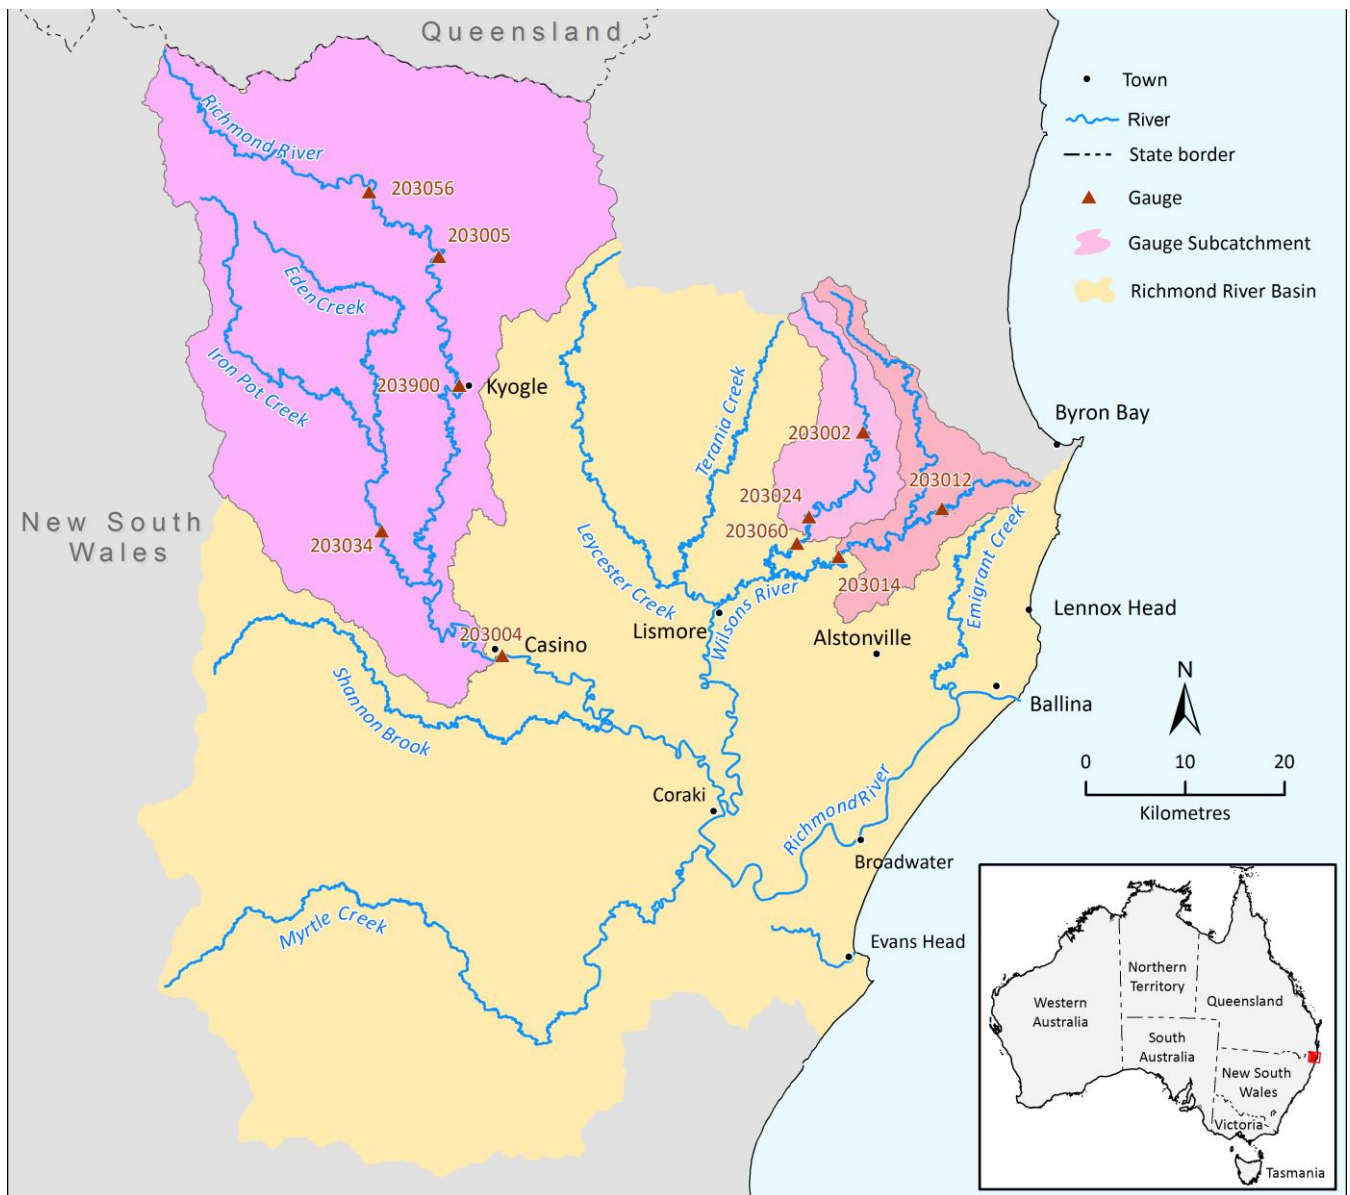 Queensland
Town
River
State border
Gauge
Gauge Subcatchment
Richmond River Basin
Richmond River
203056
203005
Eden Creek
Iron Pot Creek
203900
Kyogle
Terania Creek
203002
Byron Bay
203012
203024
New South
Wales
203034
203060
Leycester Creek
Emigrant Creek
203014
Wilsons River
Lismore
Alstonville
Lennox Head
203004
Casino
Shannon Brook
N
Ballina
0 10 20
Kilometres
Coraki
Richmond River
Broadwater
Myrtle Creek
Evans Head
Northern
Territory
Queensland
Western
Australia
South
Australia
New South
Wales
Victoria
Tasmania